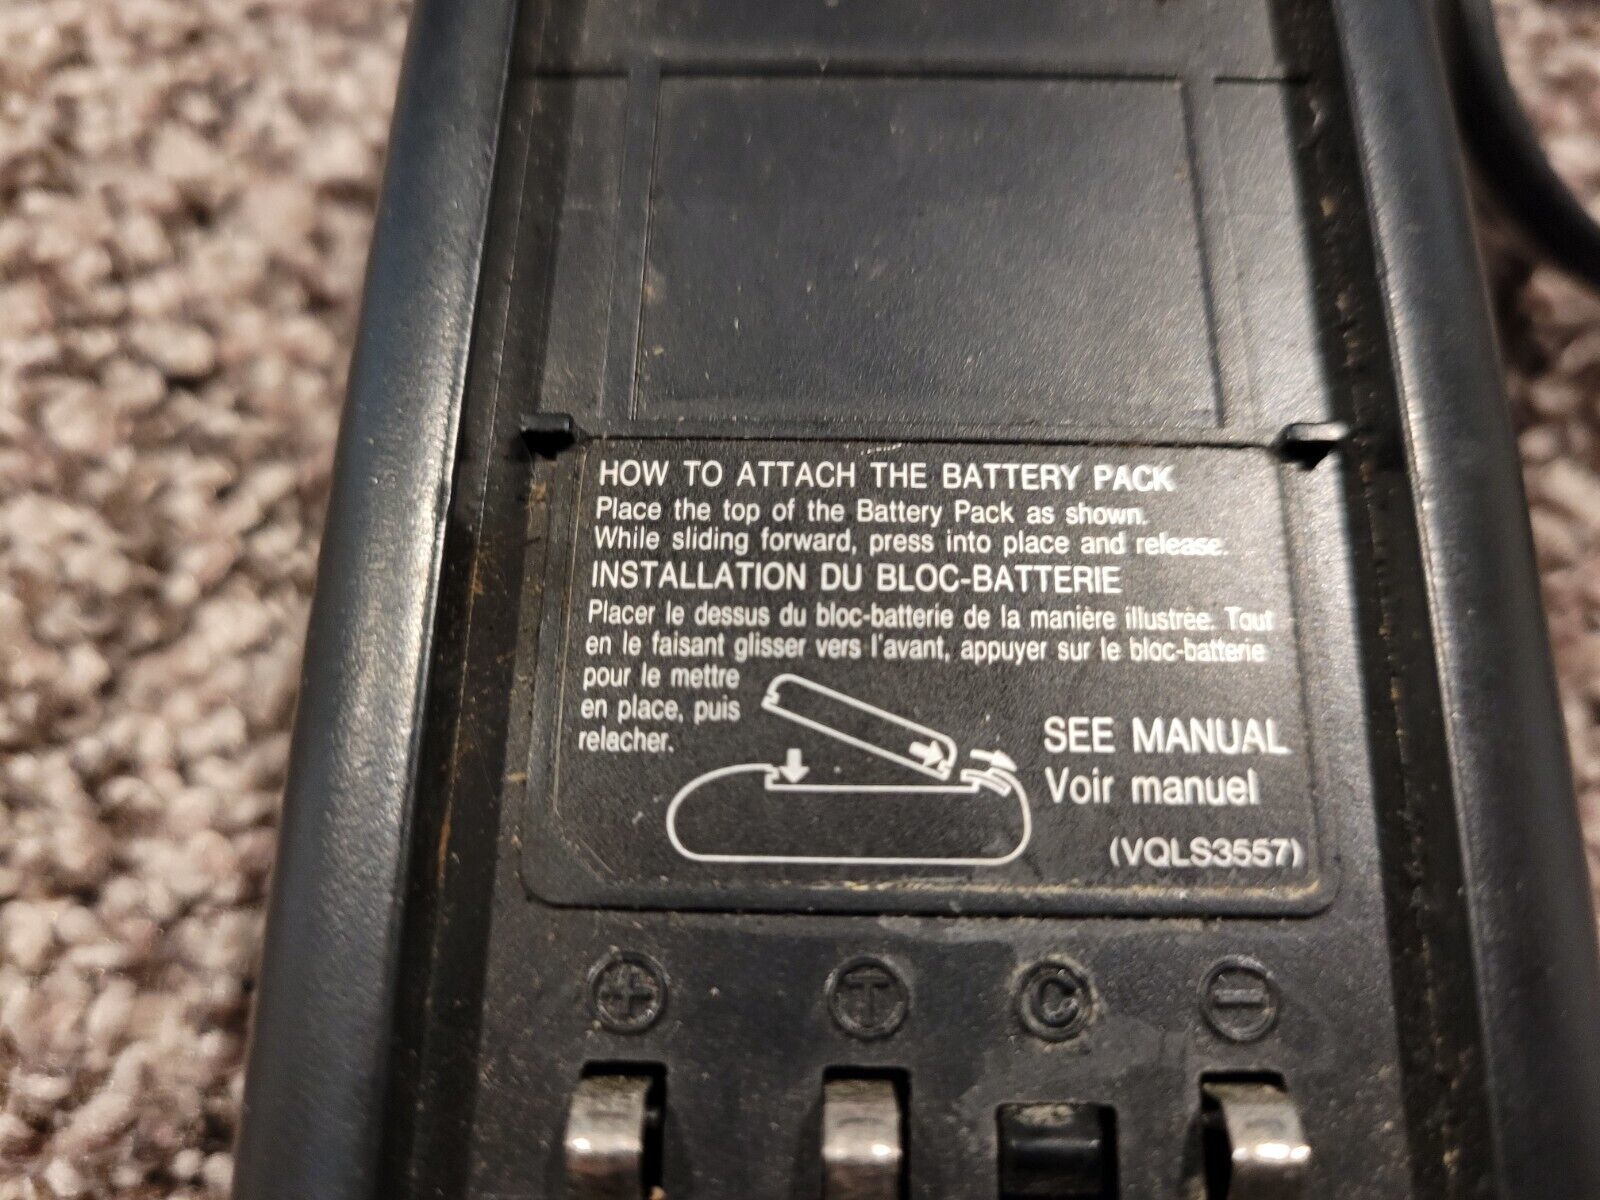 HOW TO ATTACH THE BATTERY PACK
Place the top of the Battery Pack as shown.
While sliding forward, press into place and release.
INSTALLATION DU BLOC-BATTERIE
Placer le dessus du bloc-batterie de la manière illustrée. Tout
en le faisant glisser vers l'avant, appuyer sur le bloc-batterie
pour le mettre
en place, puis
relacher.
SEE MANUAL
Voir manuel
(VQLS3557)
+ T C −